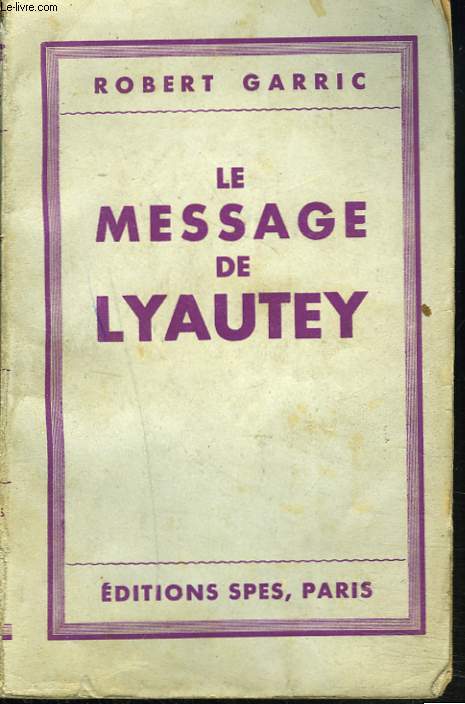 Le-livre.com
ROBERT GARRIC
LE
MESSAGE
DE
LYAUTEY
ÉDITIONS SPES, PARIS